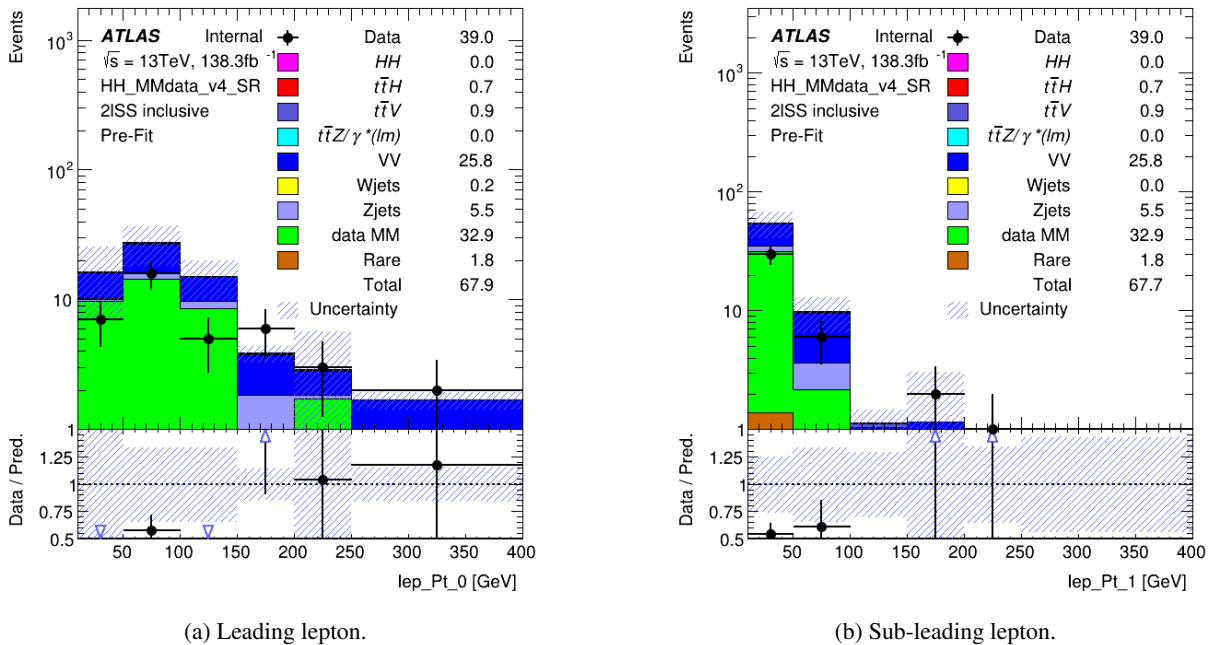 Events
10³
10²
10
1
ATLAS Internal
√s = 13TeV, 138.3fb⁻¹
HH_MMdata_v4_SR
2lSS inclusive
Pre-Fit
Data 39.0
HH 0.0
tt̅H 0.7
tt̅V 0.9
tt̅Z/γ*(lm) 0.0
VV 25.8
Wjets 0.2
Zjets 5.5
data MM 32.9
Rare 1.8
Total 67.9
Uncertainty
Data / Pred.
1.25
1
0.75
0.5
50 100 150 200 250 300 350 400
lep_Pt_0 [GeV]
(a) Leading lepton.
Events
10³
10²
10
1
ATLAS Internal
√s = 13TeV, 138.3fb⁻¹
HH_MMdata_v4_SR
2lSS inclusive
Pre-Fit
Data 39.0
HH 0.0
tt̅H 0.7
tt̅V 0.9
tt̅Z/γ*(lm) 0.0
VV 25.8
Wjets 0.0
Zjets 5.5
data MM 32.9
Rare 1.8
Total 67.7
Uncertainty
Data / Pred.
1.25
1
0.75
0.5
50 100 150 200 250 300 350 400
lep_Pt_1 [GeV]
(b) Sub-leading lepton.